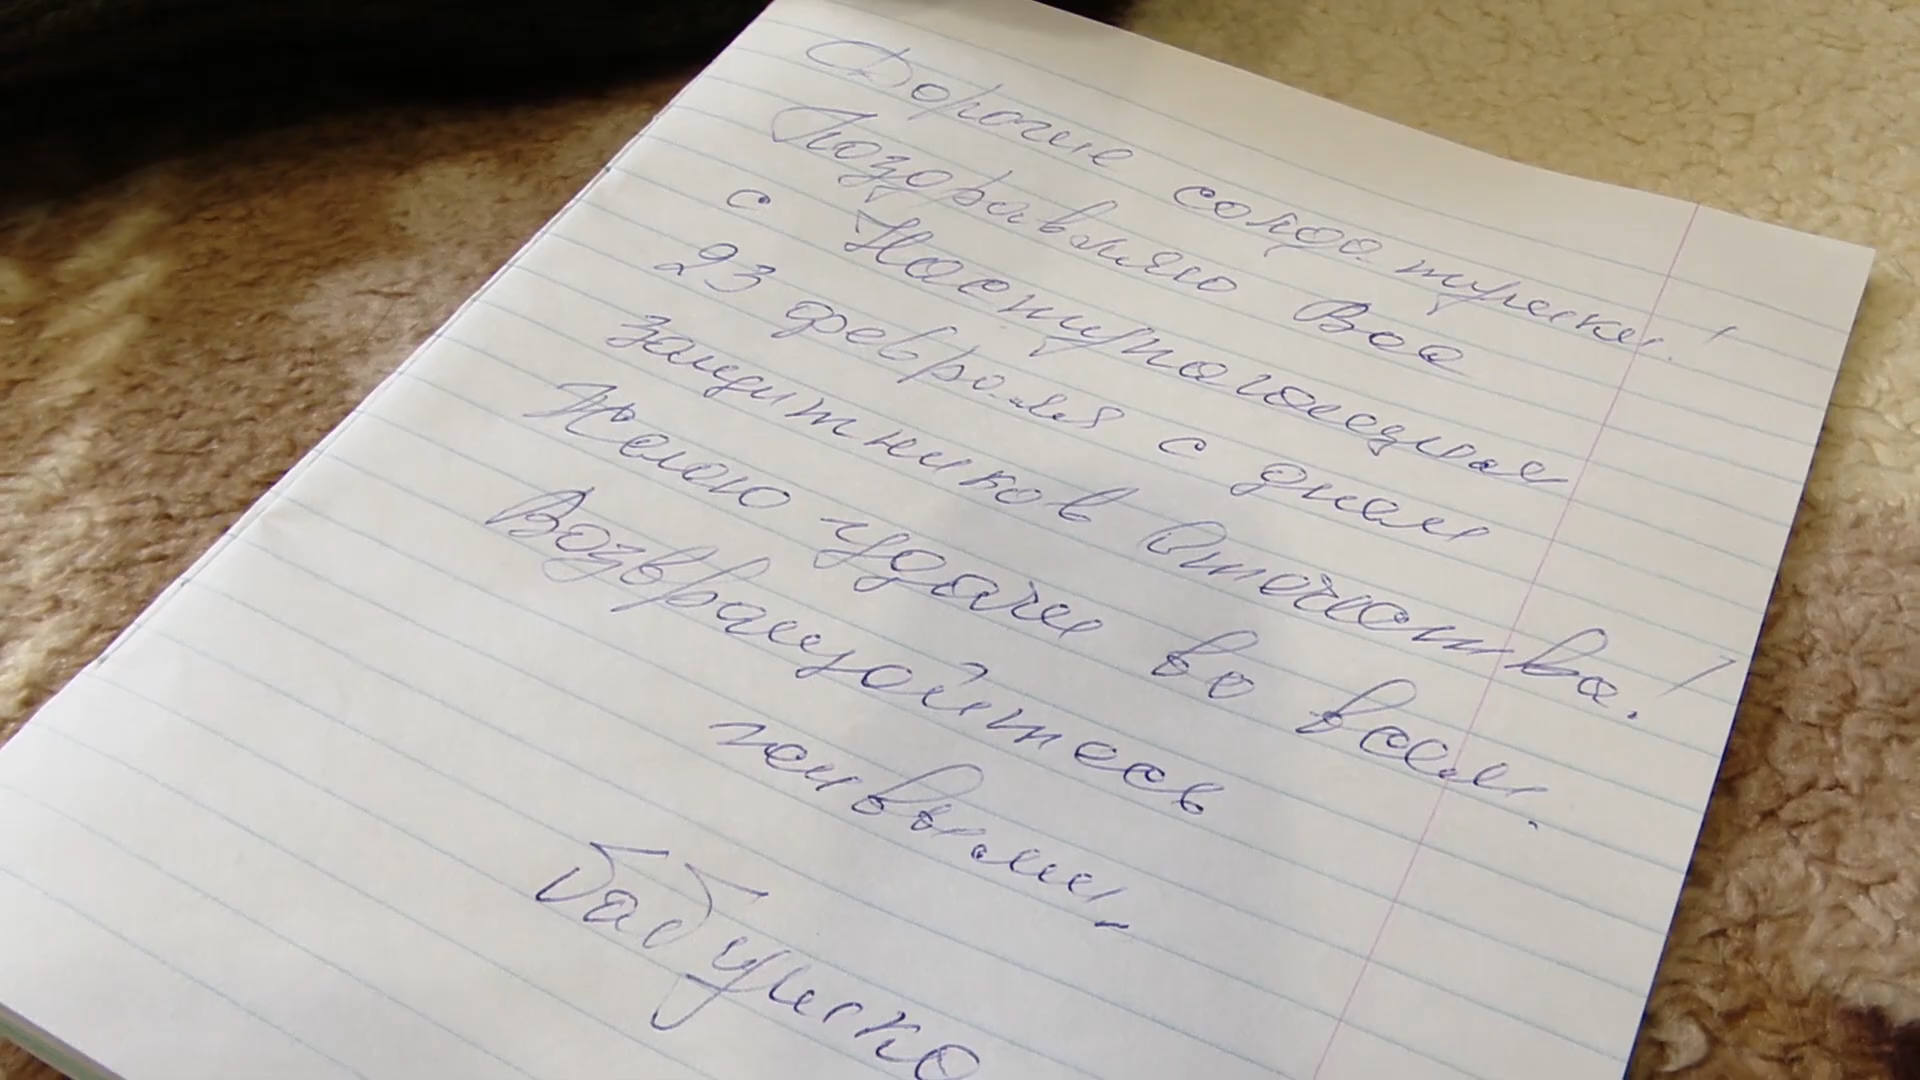 Дорогие солдатушки!
Поздравляю Вас
с Наступающим
23 февраля с днем
защитников Отечества!
Желаю удачи во всем.
Возвращайтесь
живыми.
бабушка